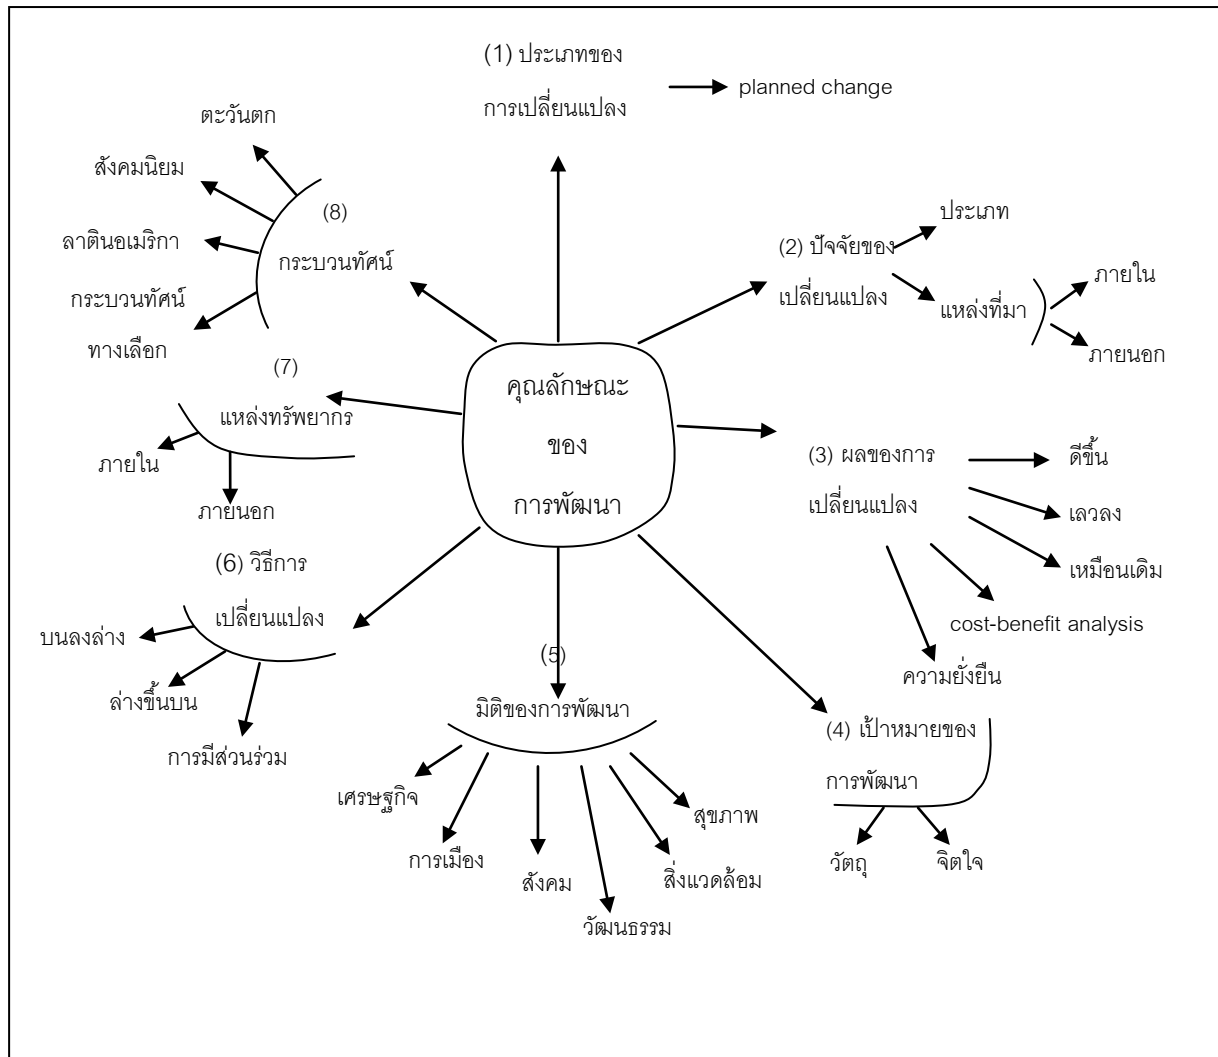 (1) ประเภทของ
การเปลี่ยนแปลง
planned change
(2) ปัจจัยของ
เปลี่ยนแปลง
ประเภท
แหล่งที่มา
ภายใน
ภายนอก
(3) ผลของการ
เปลี่ยนแปลง
ดีขึ้น
เลวลง
เหมือนเดิม
cost-benefit analysis
ความยั่งยืน
(4) เป้าหมายของ
การพัฒนา
วัตถุ
จิตใจ
(5)
มิติของการพัฒนา
เศรษฐกิจ
การเมือง
สังคม
วัฒนธรรม
สิ่งแวดล้อม
สุขภาพ
(6) วิธีการ
เปลี่ยนแปลง
บนลงล่าง
ล่างขึ้นบน
การมีส่วนร่วม
(7)
แหล่งทรัพยากร
ภายใน
ภายนอก
(8)
กระบวนทัศน์
ตะวันตก
สังคมนิยม
ลาตินอเมริกา
กระบวนทัศน์
ทางเลือก
คุณลักษณะ
ของ
การพัฒนา